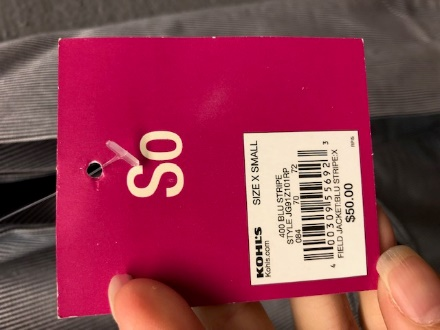 So
SIZE X SMALL
400 BLU STRIPE
STYLE JG91Z101RP
084 70 72
4 00309 55692 3
FIELD JACKET:BLU STRIPE:X
$50.00
KOHL'S
Kohls.com